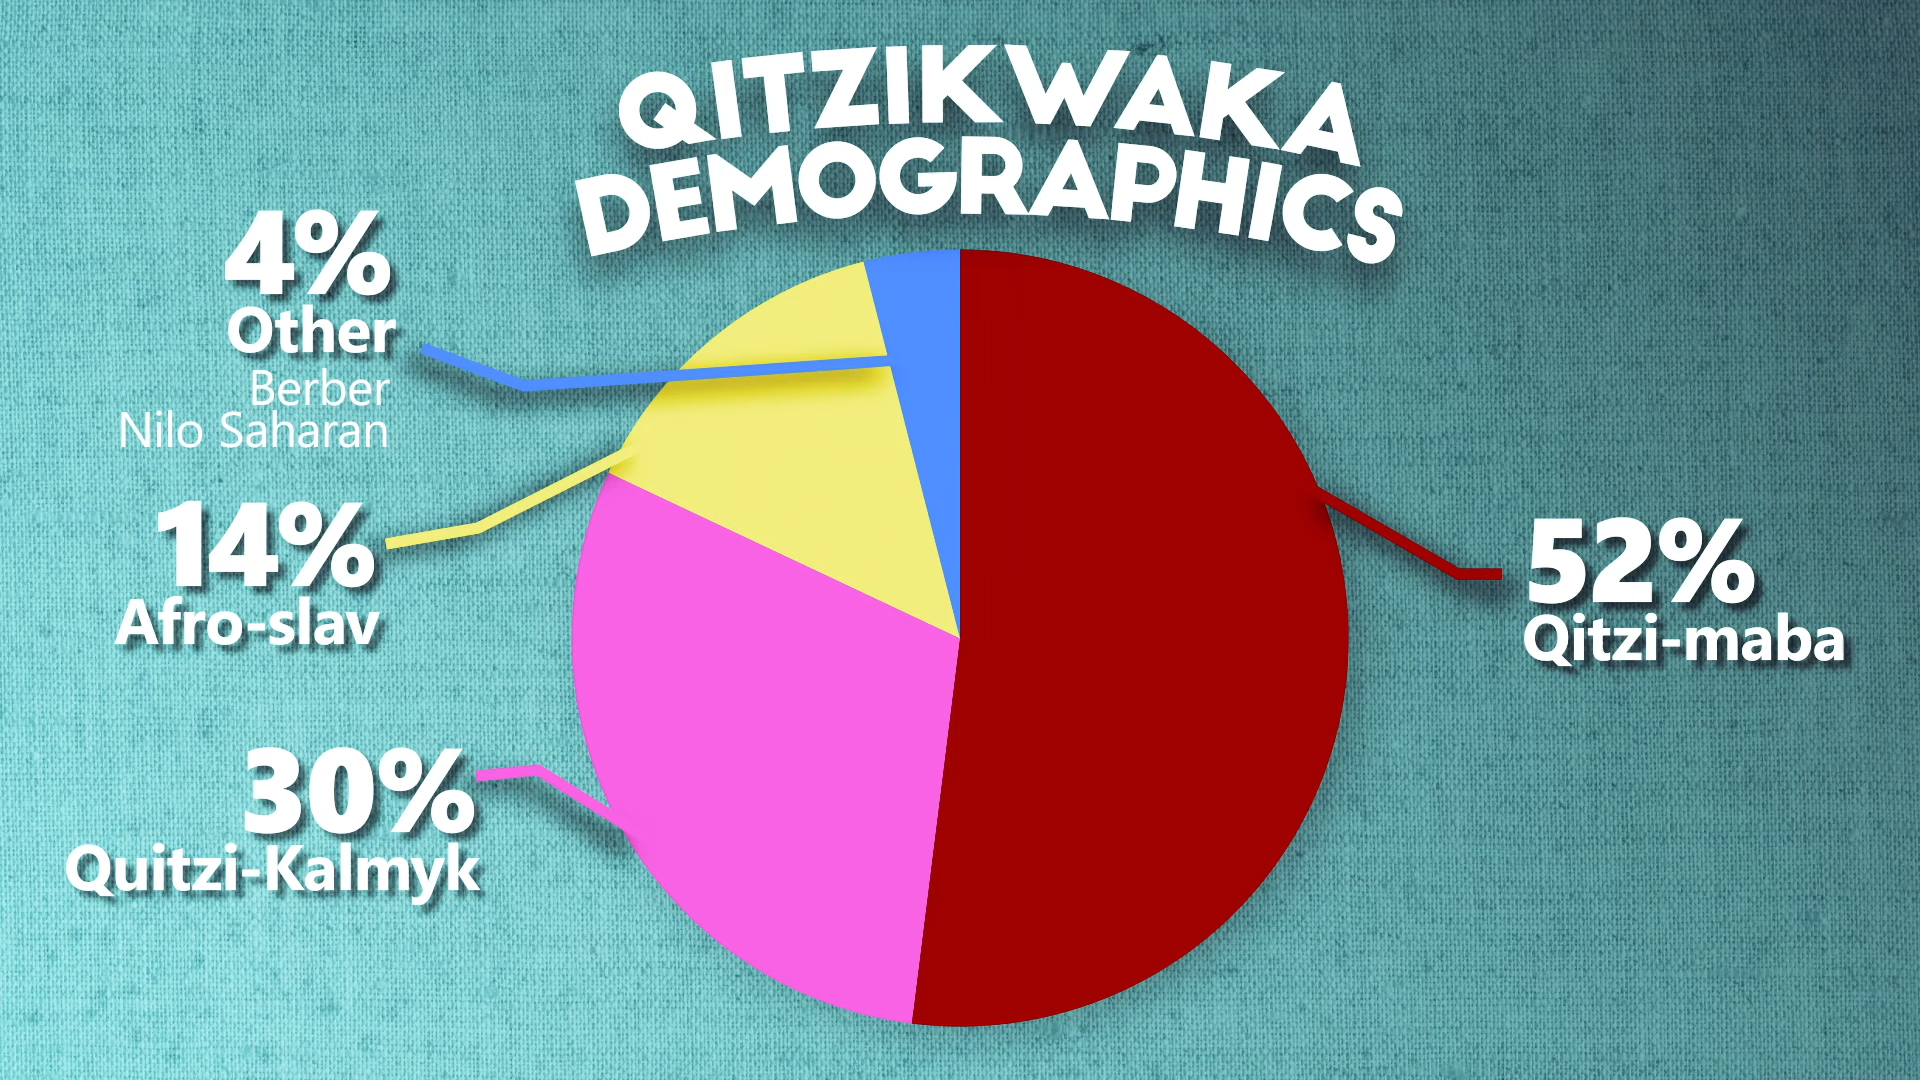 QITZIKWAKA
DEMOGRAPHICS
4%
Other
Berber
Nilo Saharan
14%
Afro-slav
30%
Quitzi-Kalmyk
52%
Qitzi-maba